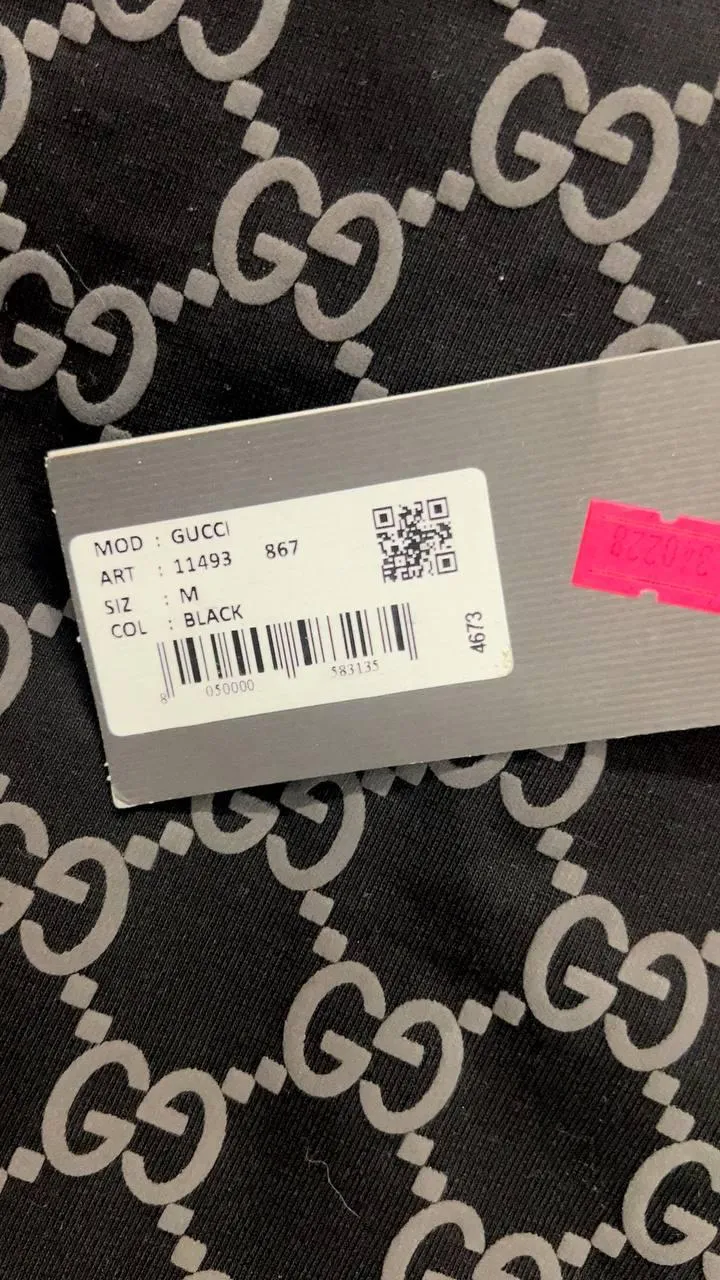 MOD : GUCCI
ART : 11493 867
SIZ : M
COL : BLACK
8 050000 583135
4673